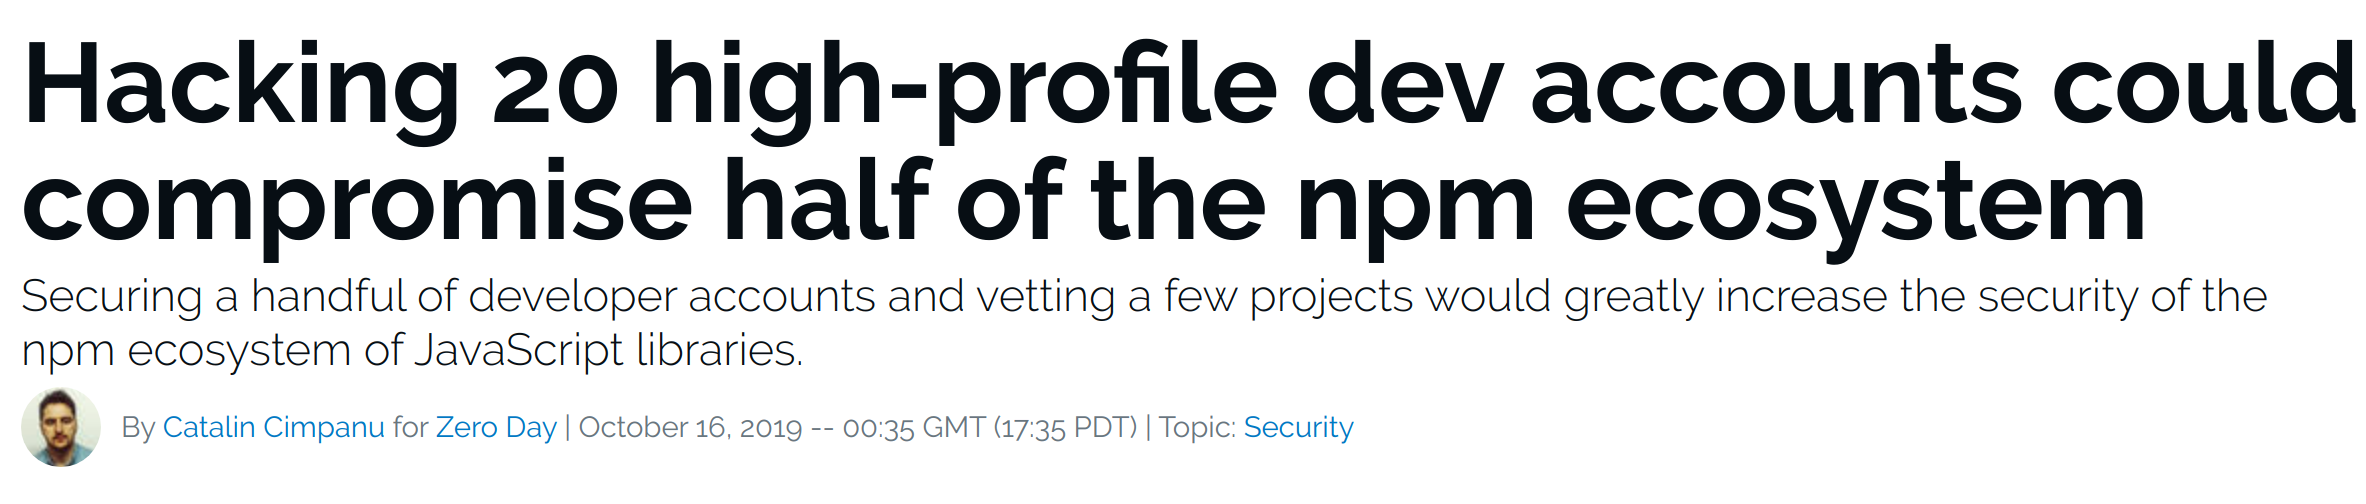 Hacking 20 high-profile dev accounts could
compromise half of the npm ecosystem
Securing a handful of developer accounts and vetting a few projects would greatly increase the security of the
npm ecosystem of JavaScript libraries.
By Catalin Cimpanu for Zero Day | October 16, 2019 -- 00:35 GMT (17:35 PDT) | Topic: Security